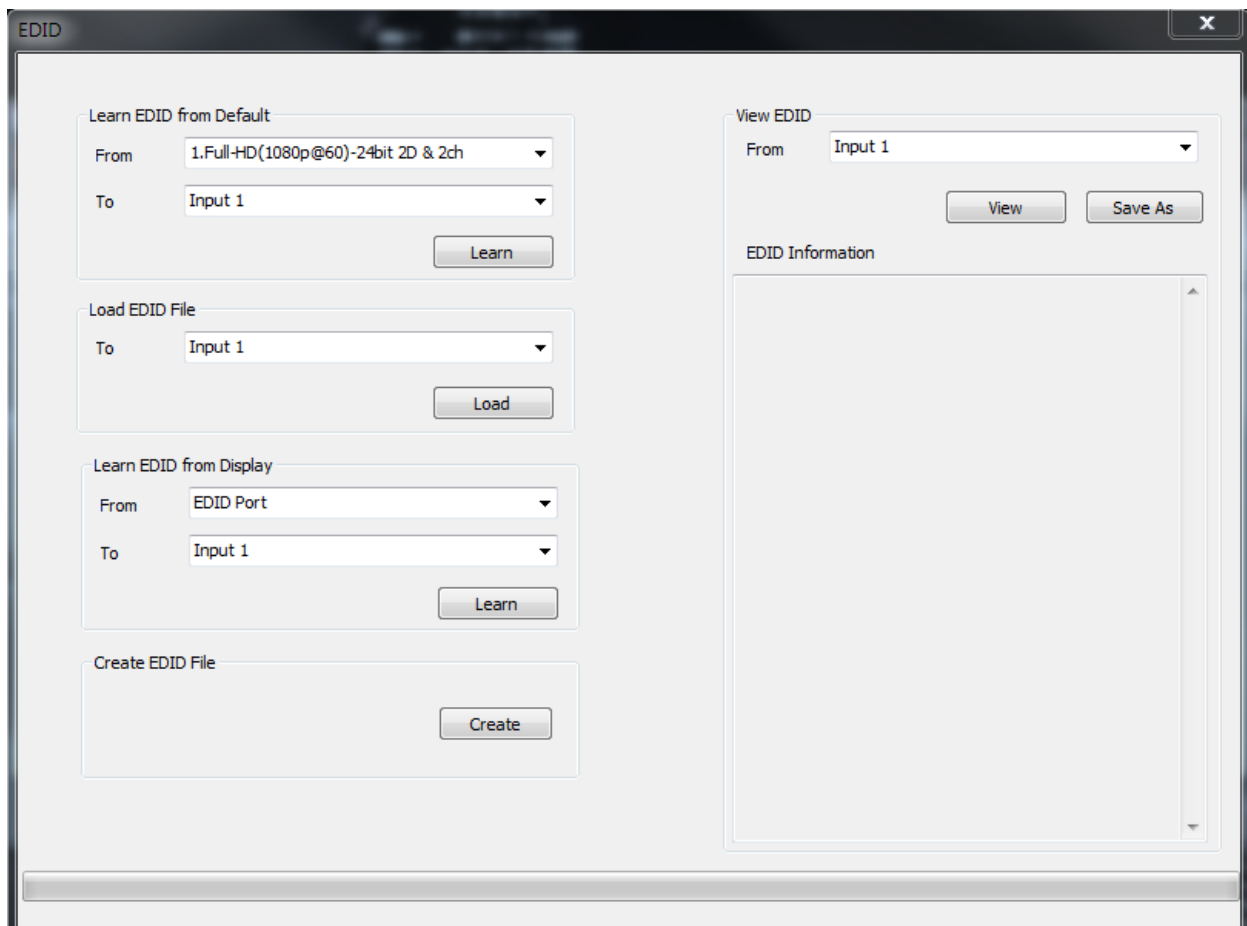 EDID
x
Learn EDID from Default
From 1.Full-HD(1080p@60)-24bit 2D & 2ch
To Input 1
Learn
Load EDID File
To Input 1
Load
Learn EDID from Display
From EDID Port
To Input 1
Learn
Create EDID File
Create
View EDID
From Input 1
View Save As
EDID Information